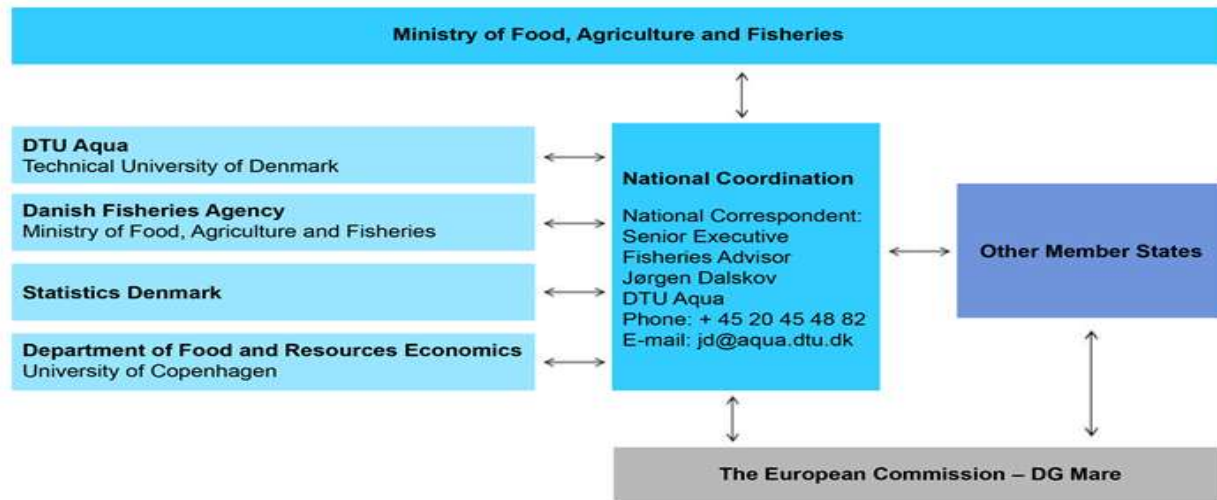 Ministry of Food, Agriculture and Fisheries
DTU Aqua
Technical University of Denmark
Danish Fisheries Agency
Ministry of Food, Agriculture and Fisheries
Statistics Denmark
Department of Food and Resources Economics
University of Copenhagen
National Coordination
National Correspondent:
Senior Executive
Fisheries Advisor
Jørgen Dalskov
DTU Aqua
Phone: + 45 20 45 48 82
E-mail: jd@aqua.dtu.dk
Other Member States
The European Commission – DG Mare